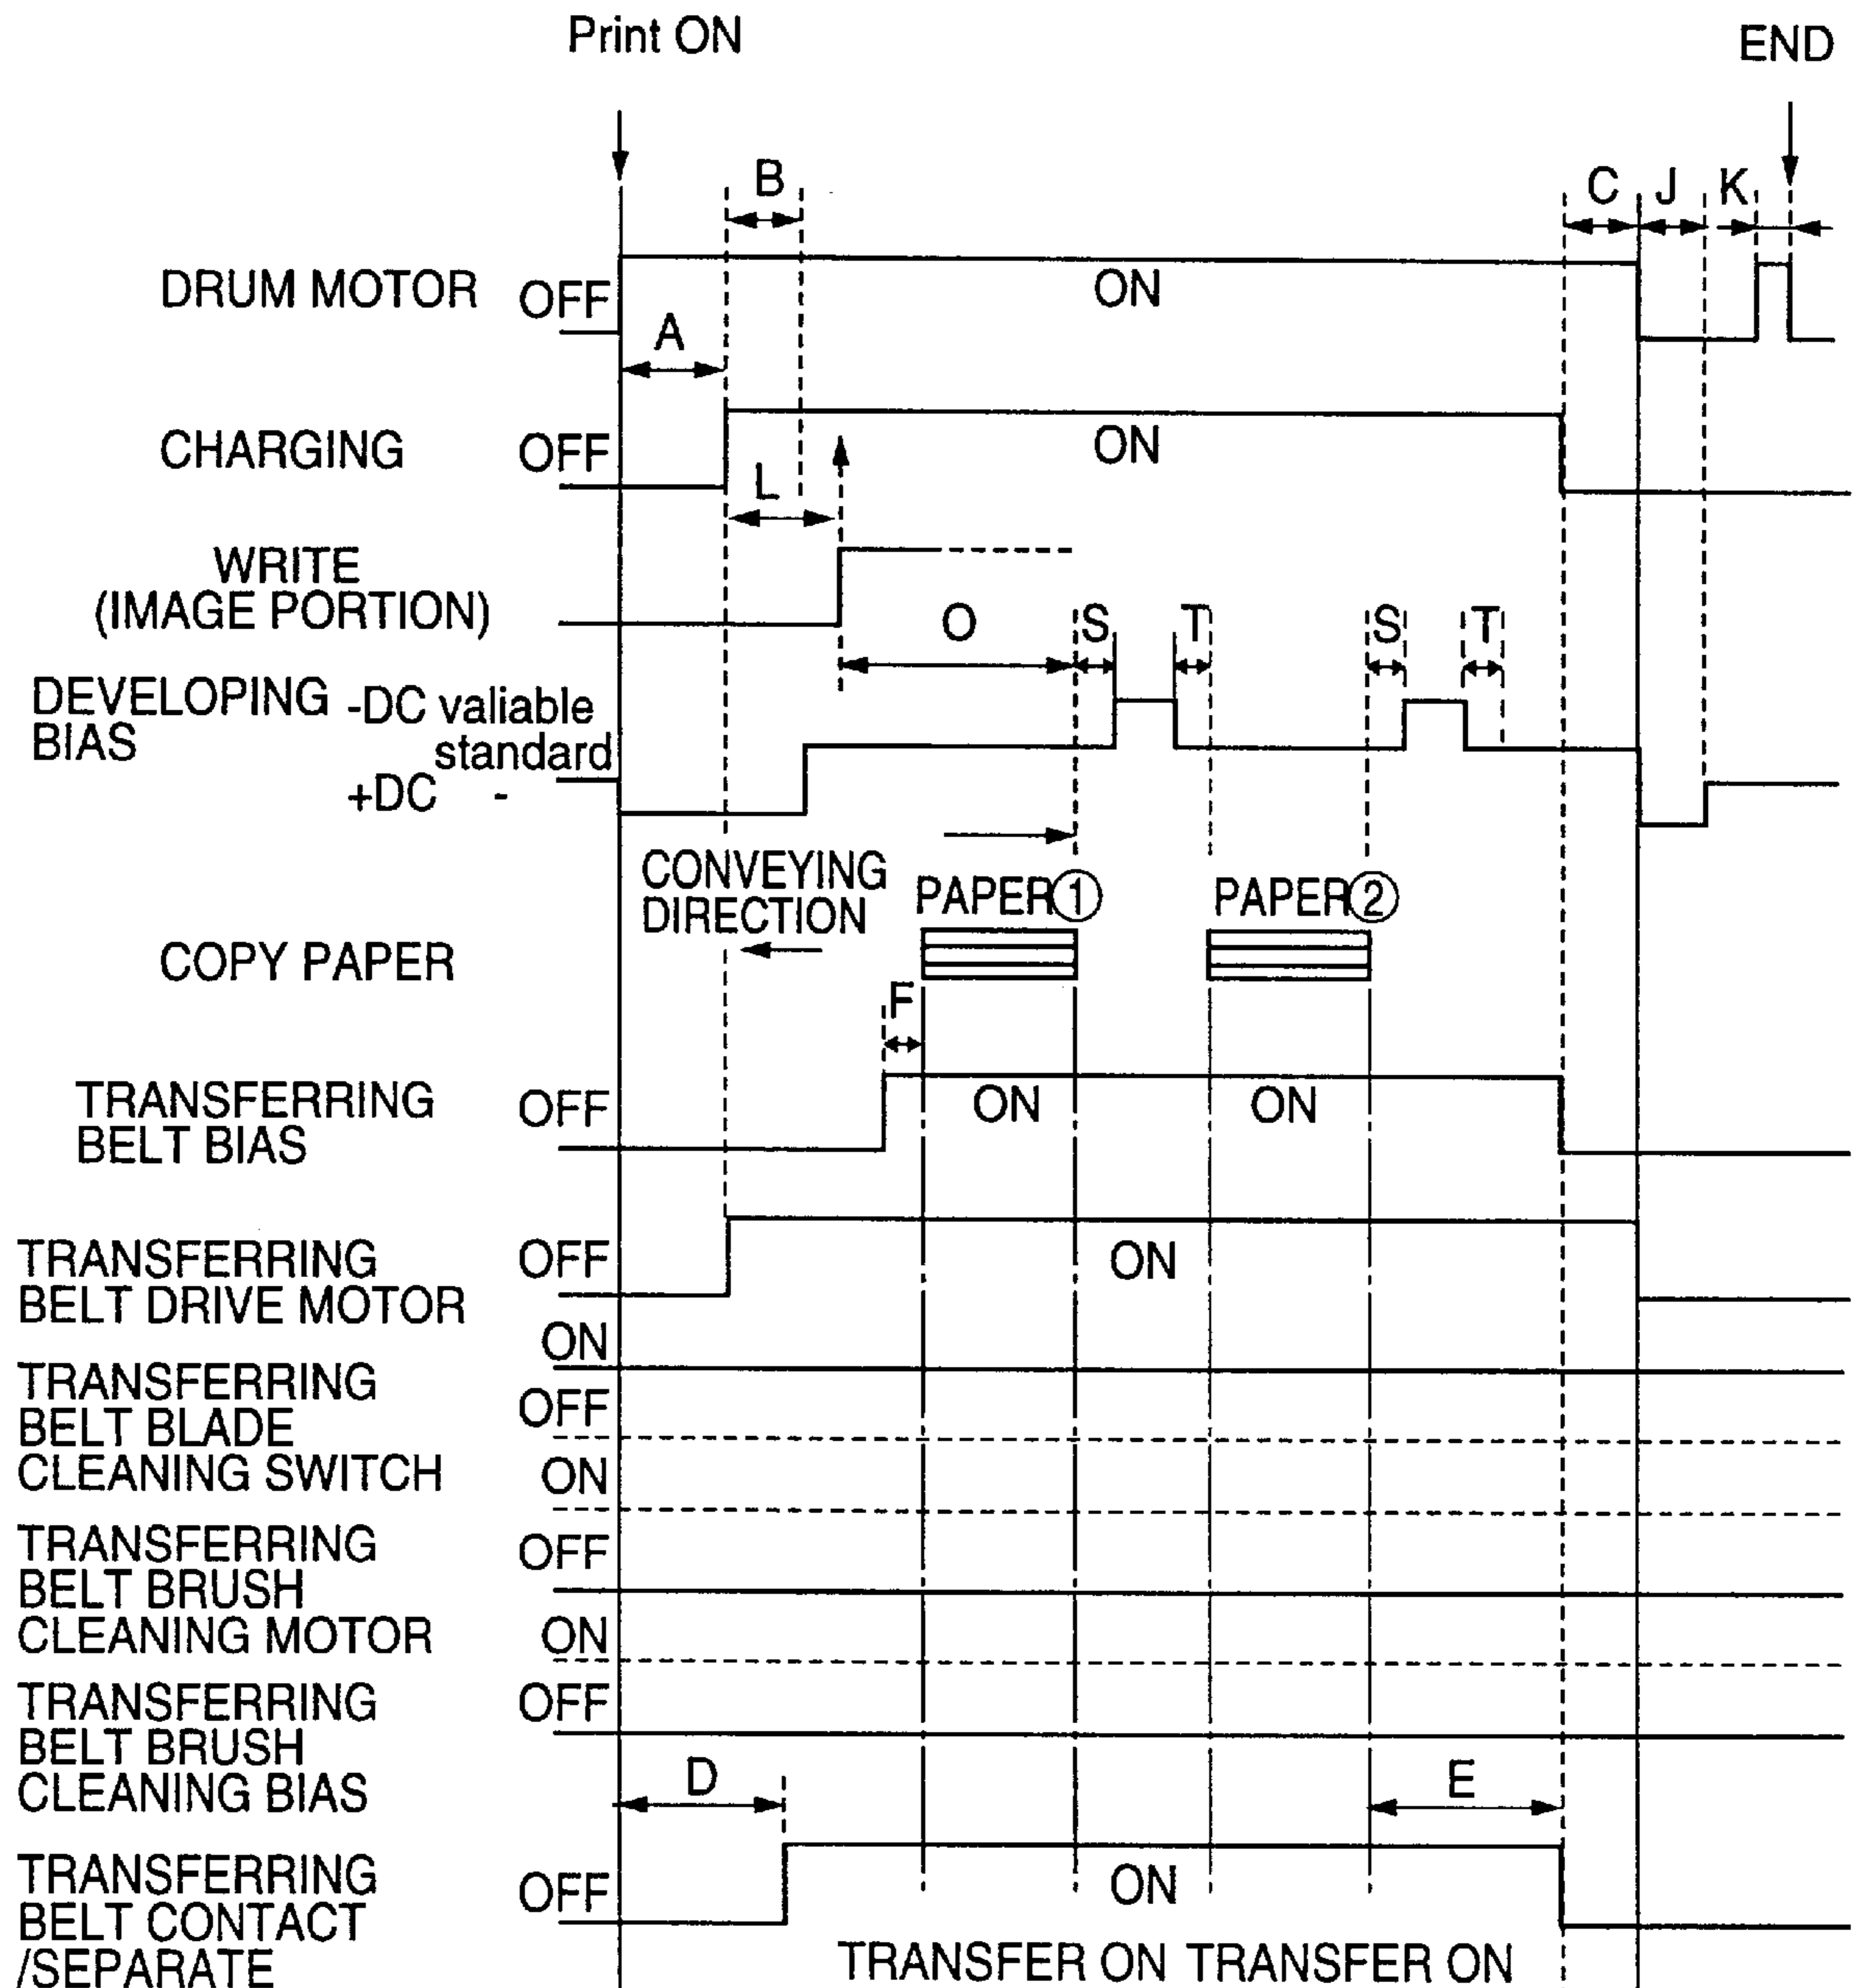 Print ON
END
B
C
J
K
DRUM MOTOR
OFF
ON
A
CHARGING
OFF
ON
L
WRITE
(IMAGE PORTION)
O
S
T
S
T
DEVELOPING
BIAS
-DC valiable
standard
+DC -
CONVEYING
DIRECTION
PAPER①
PAPER②
COPY PAPER
F
TRANSFERRING
BELT BIAS
OFF
ON
ON
TRANSFERRING
BELT DRIVE MOTOR
OFF
ON
ON
TRANSFERRING
BELT BLADE
CLEANING SWITCH
OFF
ON
TRANSFERRING
BELT BRUSH
CLEANING MOTOR
OFF
ON
TRANSFERRING
BELT BRUSH
CLEANING BIAS
OFF
D
E
TRANSFERRING
BELT CONTACT
/SEPARATE
OFF
ON
TRANSFER ON TRANSFER ON